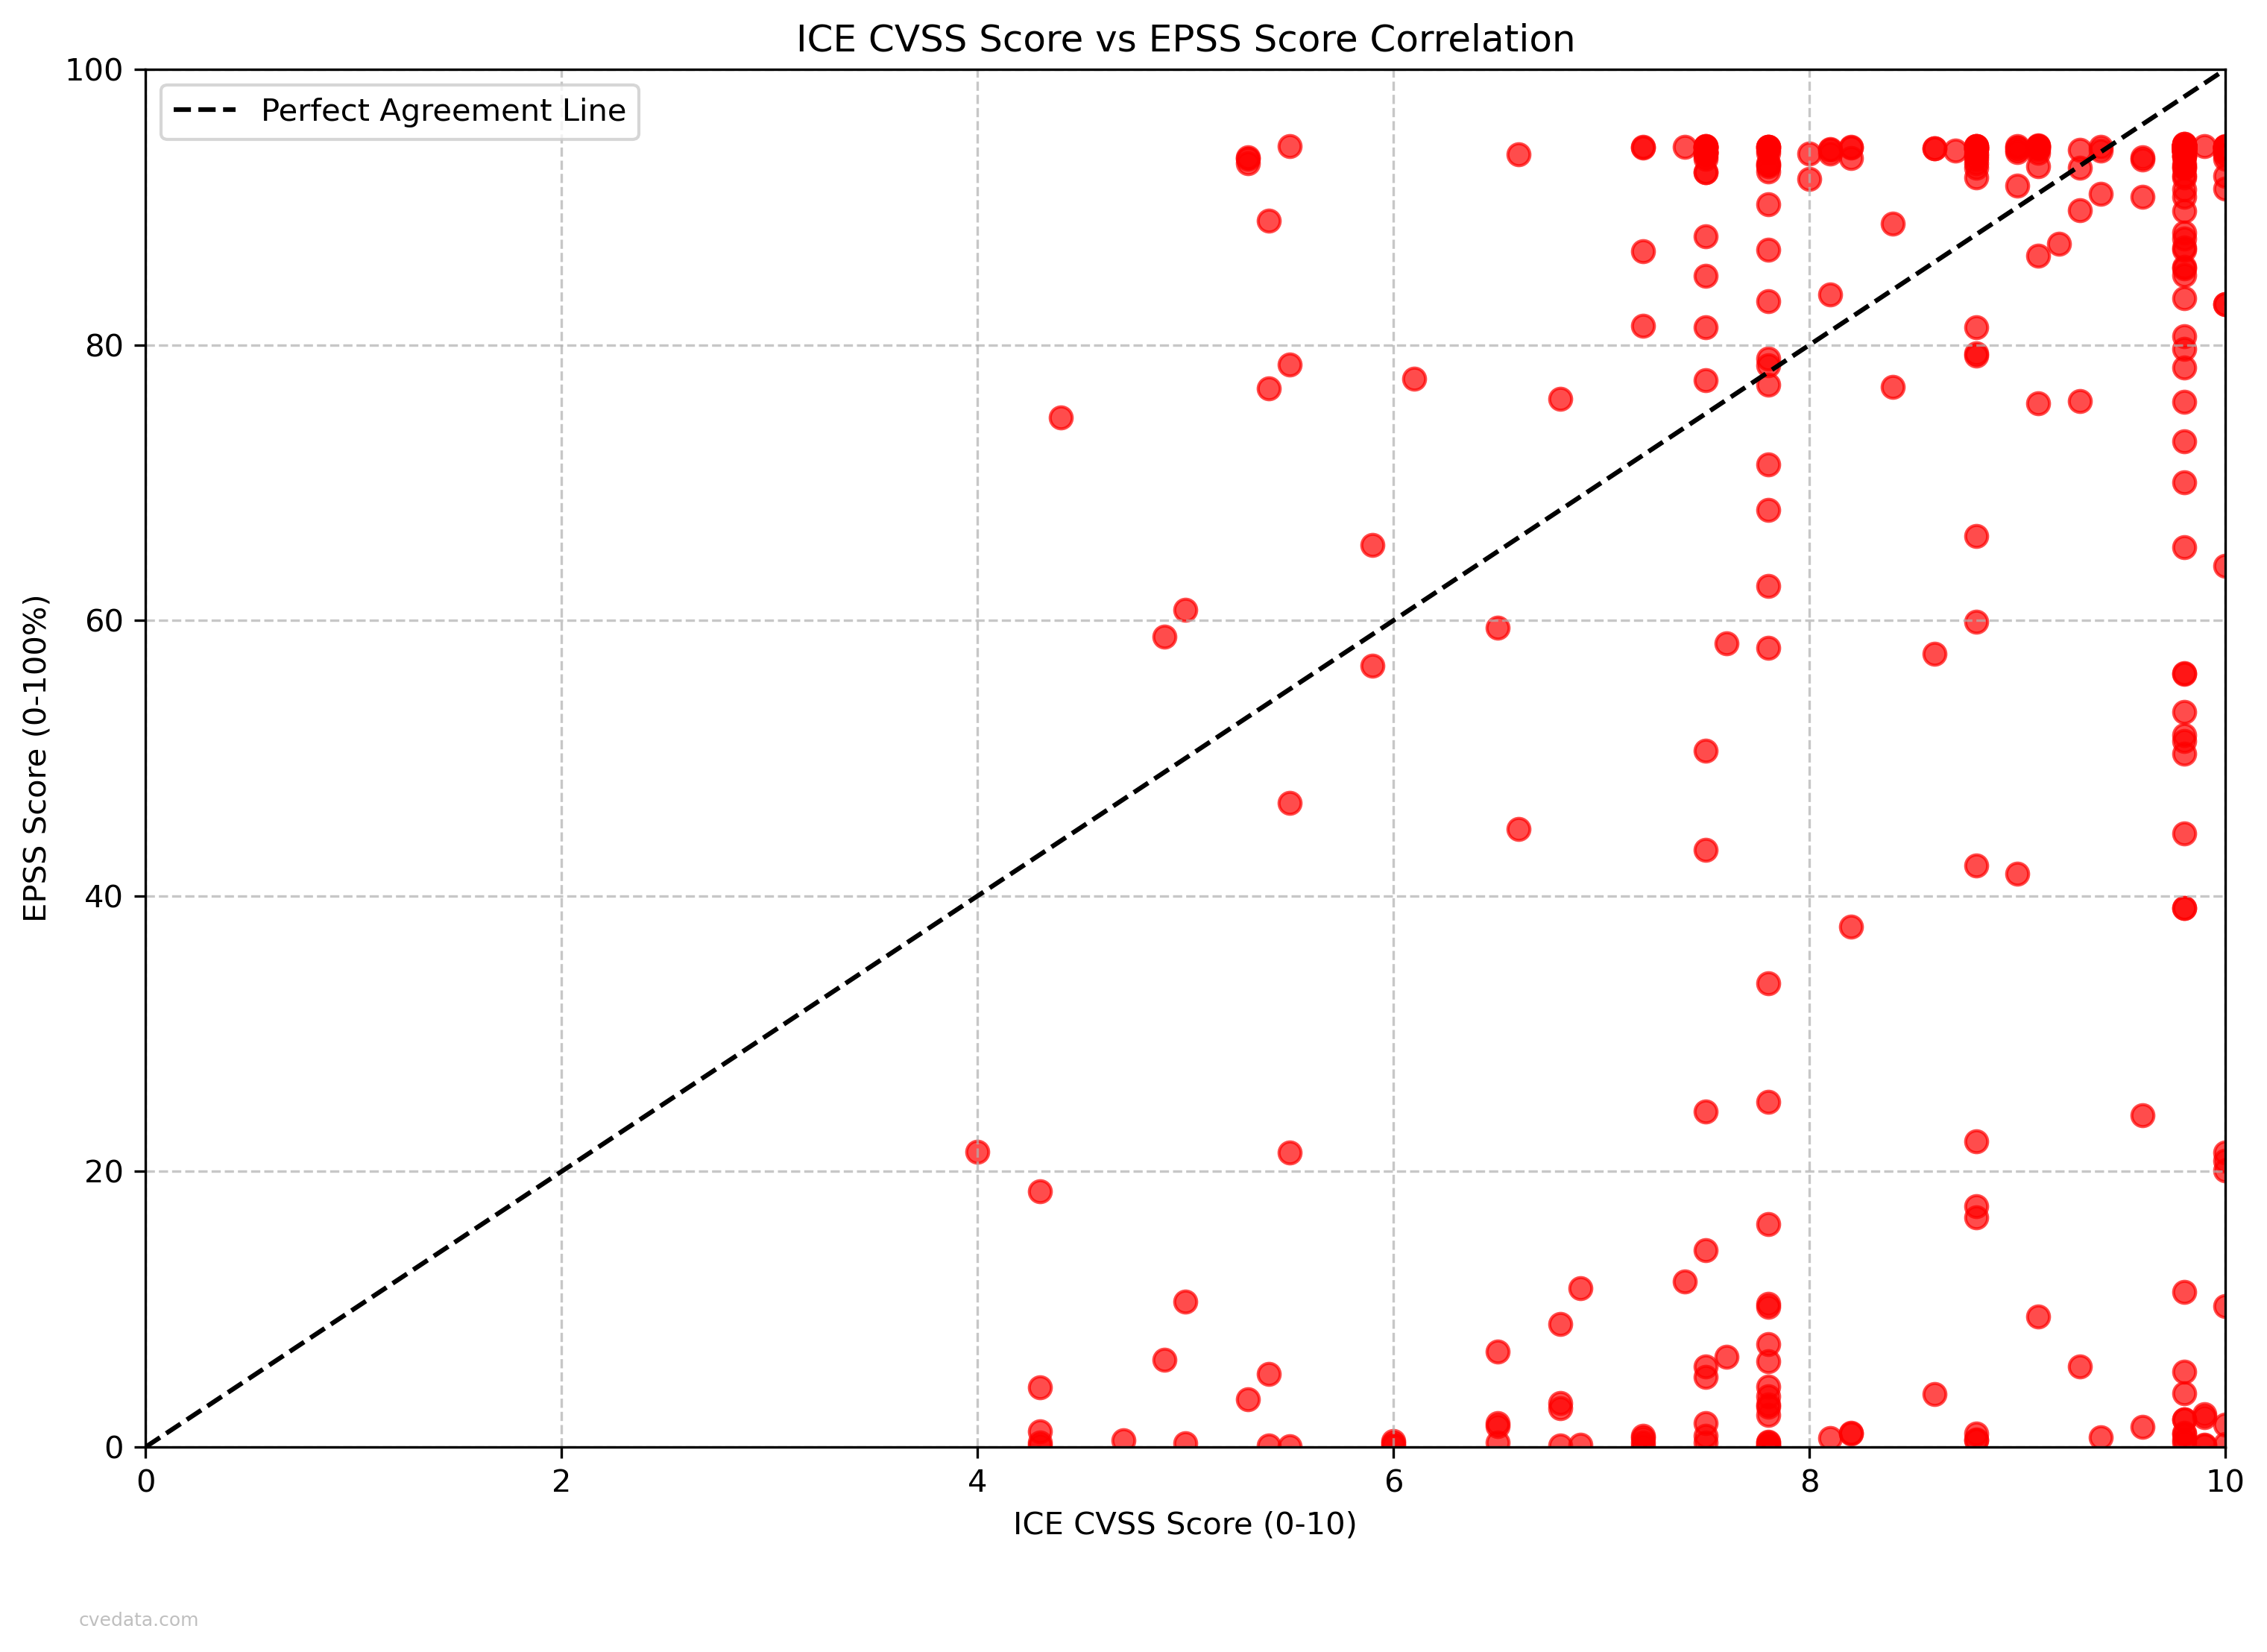 ICE CVSS Score vs EPSS Score Correlation
Perfect Agreement Line
EPSS Score (0-100%)
100
80
60
40
20
0
0 2 4 6 8 10
ICE CVSS Score (0-10)
cvedata.com